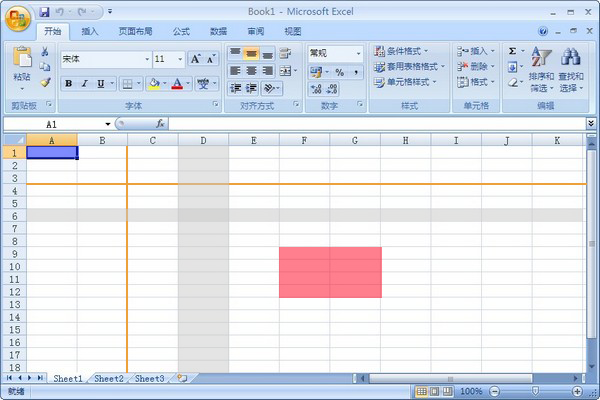 Book1 - Microsoft Excel
开始 插入 页面布局 公式 数据 审阅 视图
粘贴
剪贴板
宋体 11 A A
B I U A 变
字体
对齐方式
常规
% ,
数字
条件格式
套用表格格式
单元格样式
样式
插入
删除
格式
单元格
Σ
排序和筛选
查找和选择
编辑
A1 fx
A B C D E F G H I J K
1
2
3
4
5
6
7
8
9
10
11
12
13
14
15
16
17
18
Sheet1 Sheet2 Sheet3
就绪 100%